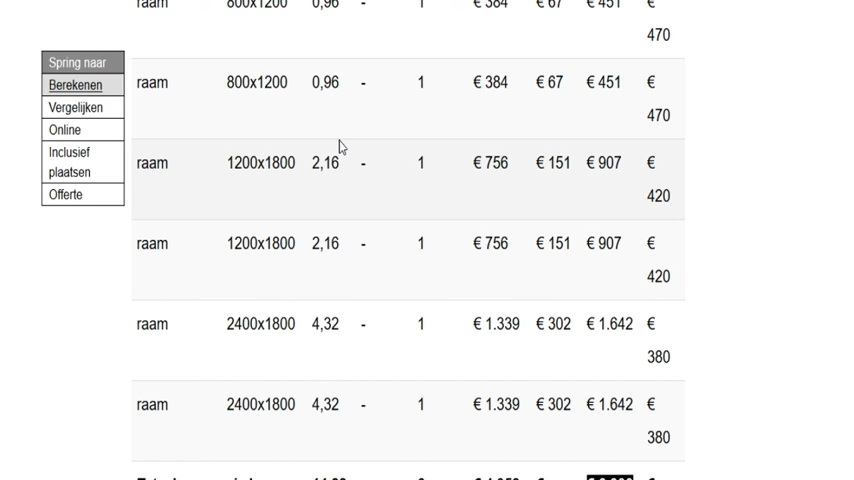 raam 800x1200 0,96 - 1 € 384 € 67 € 451 €
470
Spring naar
Berekenen
Vergelijken
Online
Inclusief
plaatsen
Offerte
raam 800x1200 0,96 - 1 € 384 € 67 € 451 €
470
raam 1200x1800 2,16 - 1 € 756 € 151 € 907 €
420
raam 1200x1800 2,16 - 1 € 756 € 151 € 907 €
420
raam 2400x1800 4,32 - 1 € 1.339 € 302 € 1.642 €
380
raam 2400x1800 4,32 - 1 € 1.339 € 302 € 1.642 €
380